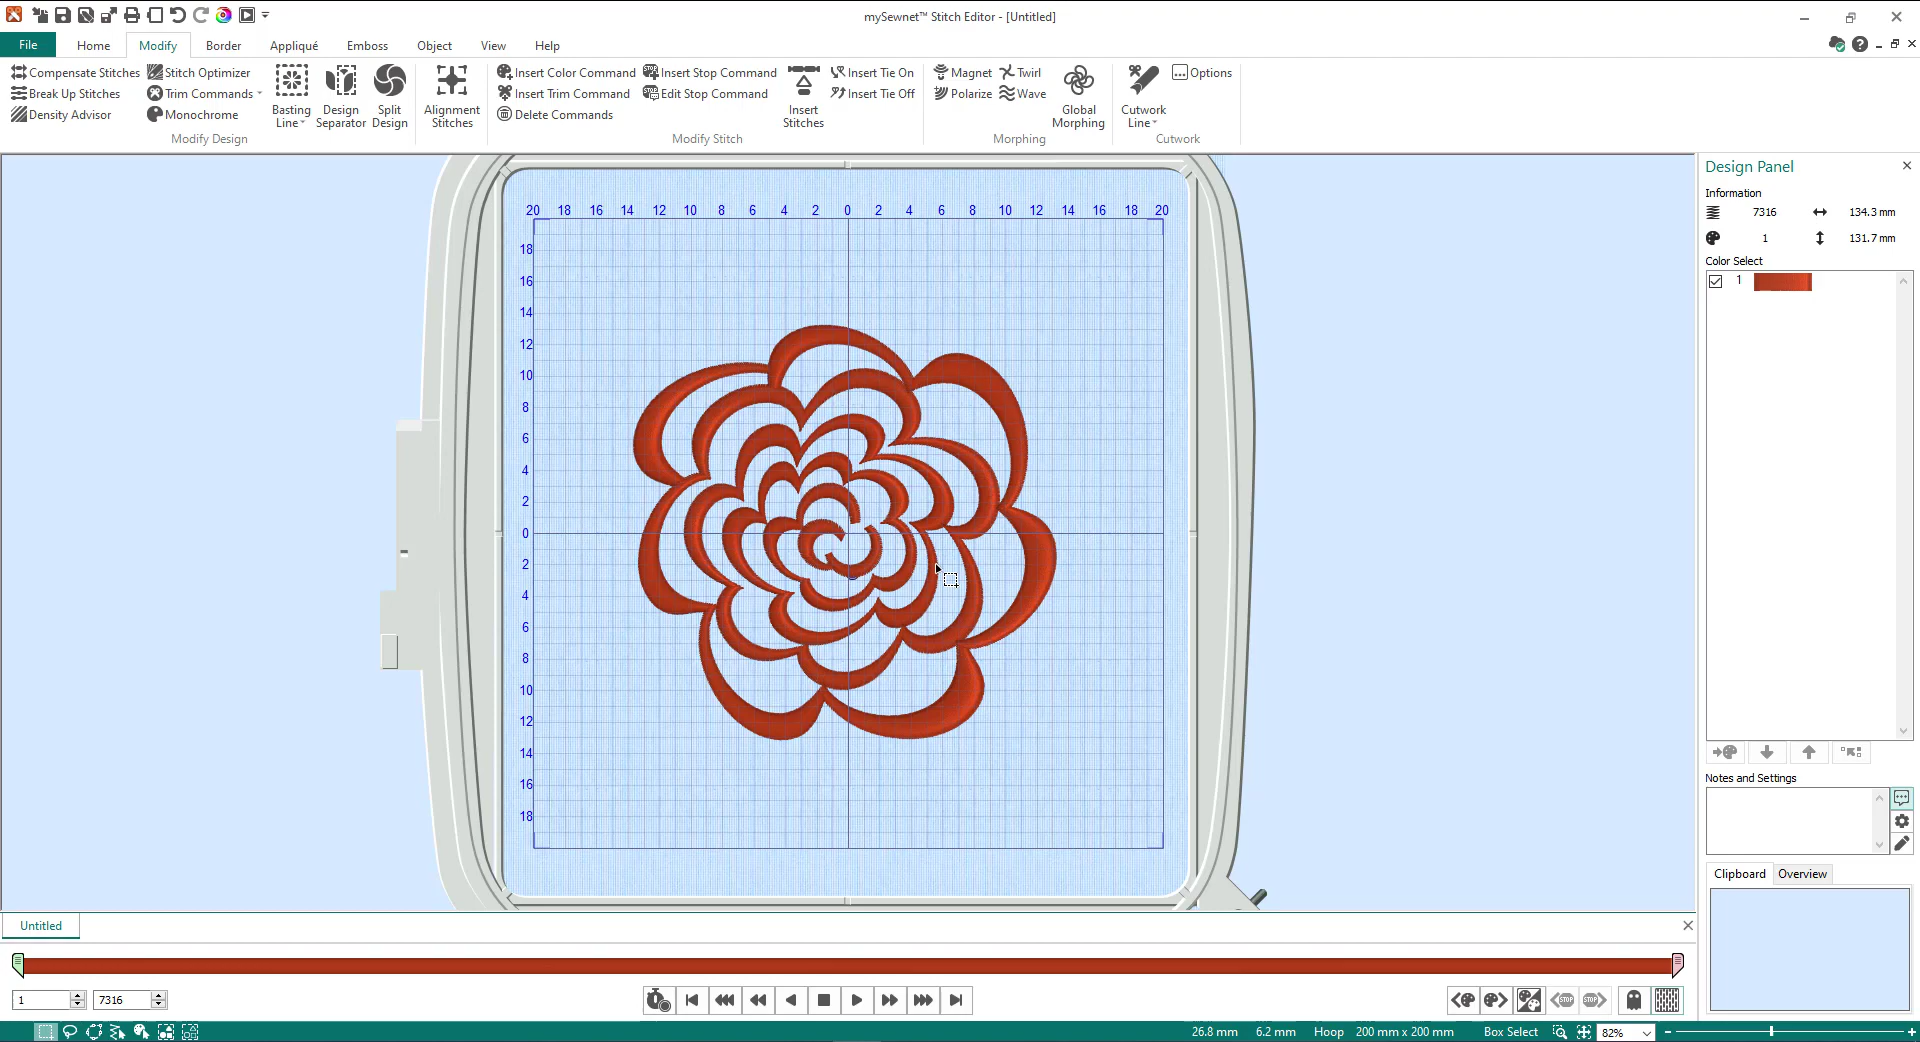 mySewnet™ Stitch Editor - [Untitled]
File Home Modify Border Appliqué Emboss Object View Help
Compensate Stitches Stitch Optimizer
Break Up Stitches Trim Commands
Density Advisor Monochrome
Basting Line
Design Separator
Split Design
Modify Design
Alignment Stitches
Insert Color Command Insert Stop Command
Insert Trim Command Edit Stop Command
Delete Commands
Insert Stitches
Insert Tie On
Insert Tie Off
Modify Stitch
Magnet Twirl
Polarize Wave
Global Morphing
Morphing
Cutwork Line
Options
Cutwork
20 18 16 14 12 10 8 6 4 2 0 2 4 6 8 10 12 14 16 18 20
18
16
14
12
10
8
6
4
2
0
2
4
6
8
10
12
14
16
18
Design Panel
Information
7316 134.3 mm
1 131.7 mm
Color Select
1
Notes and Settings
Clipboard Overview
Untitled
1 7316
STOP STOP
26.8 mm 6.2 mm Hoop 200 mm x 200 mm Box Select 82%